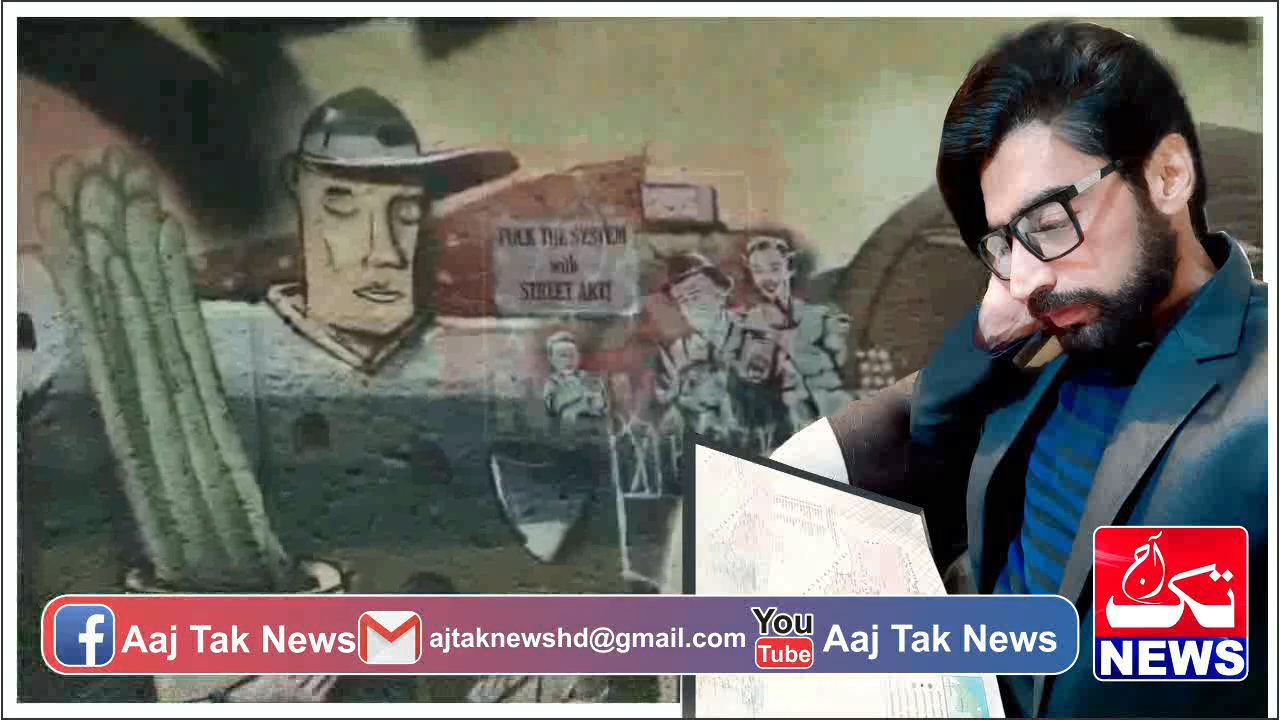 FUCK THE SYSTEM
with
STREET ART!
Aaj Tak News
ajtaknewshd@gmail.com
You
Tube
Aaj Tak News
آج
تک
NEWS